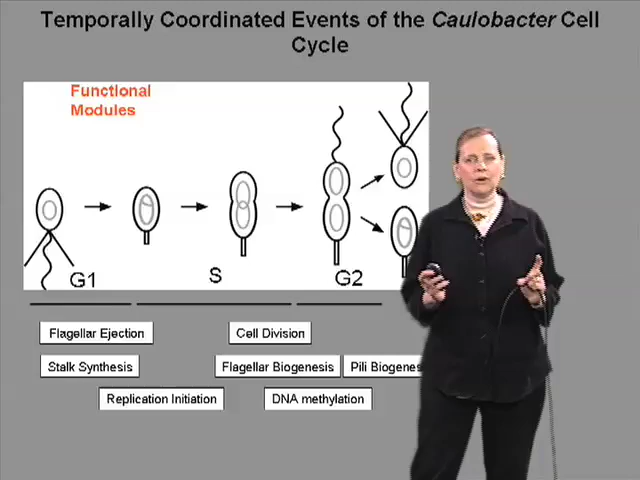 Temporally Coordinated Events of the Caulobacter Cell
Cycle
Functional
Modules
G1
S
G2
Flagellar Ejection
Cell Division
Stalk Synthesis
Flagellar Biogenesis
Pili
Replication Initiation
DNA methylation